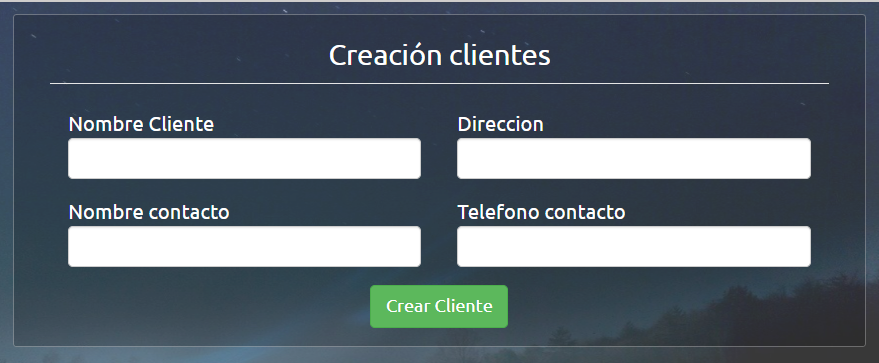 Creación clientes
Nombre Cliente
Direccion
Nombre contacto
Telefono contacto
Crear Cliente